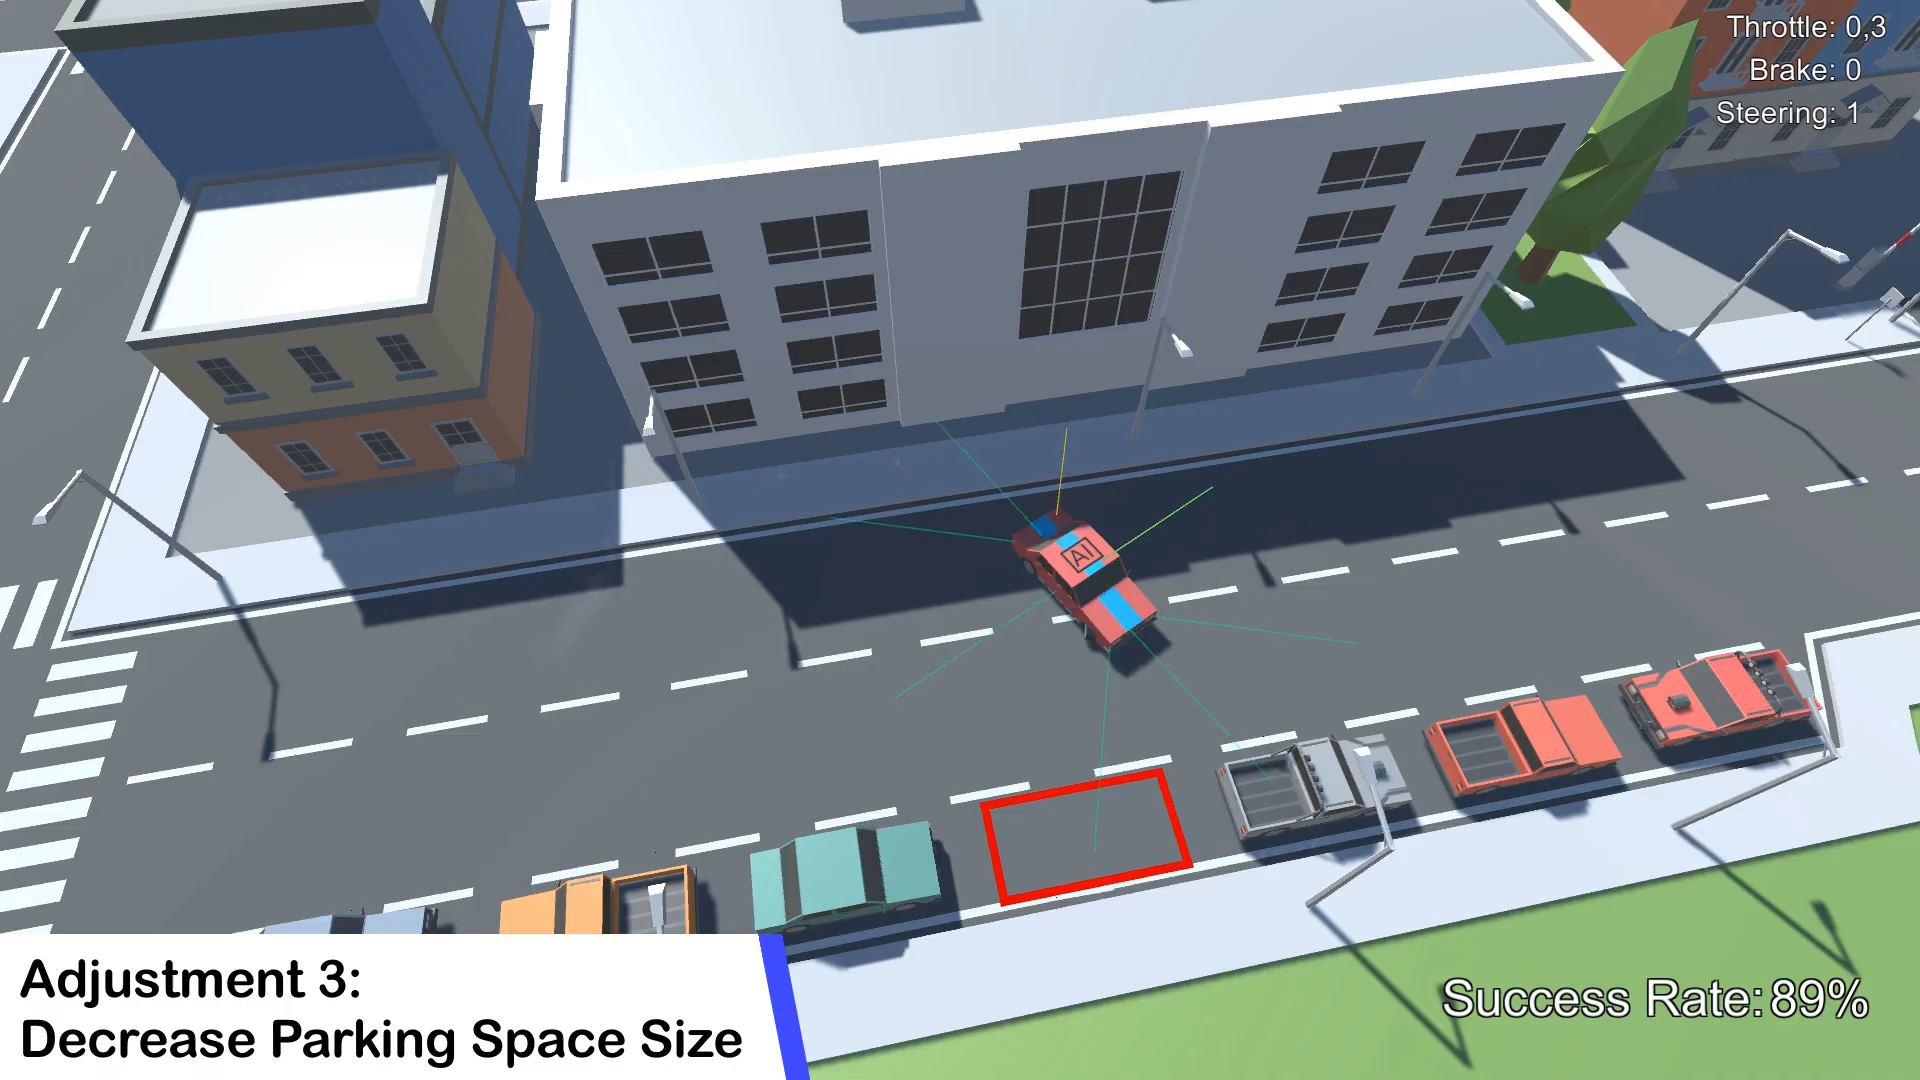 Throttle: 0,3
Brake: 0
Steering: 1
AI
Adjustment 3:
Decrease Parking Space Size
Success Rate: 89%